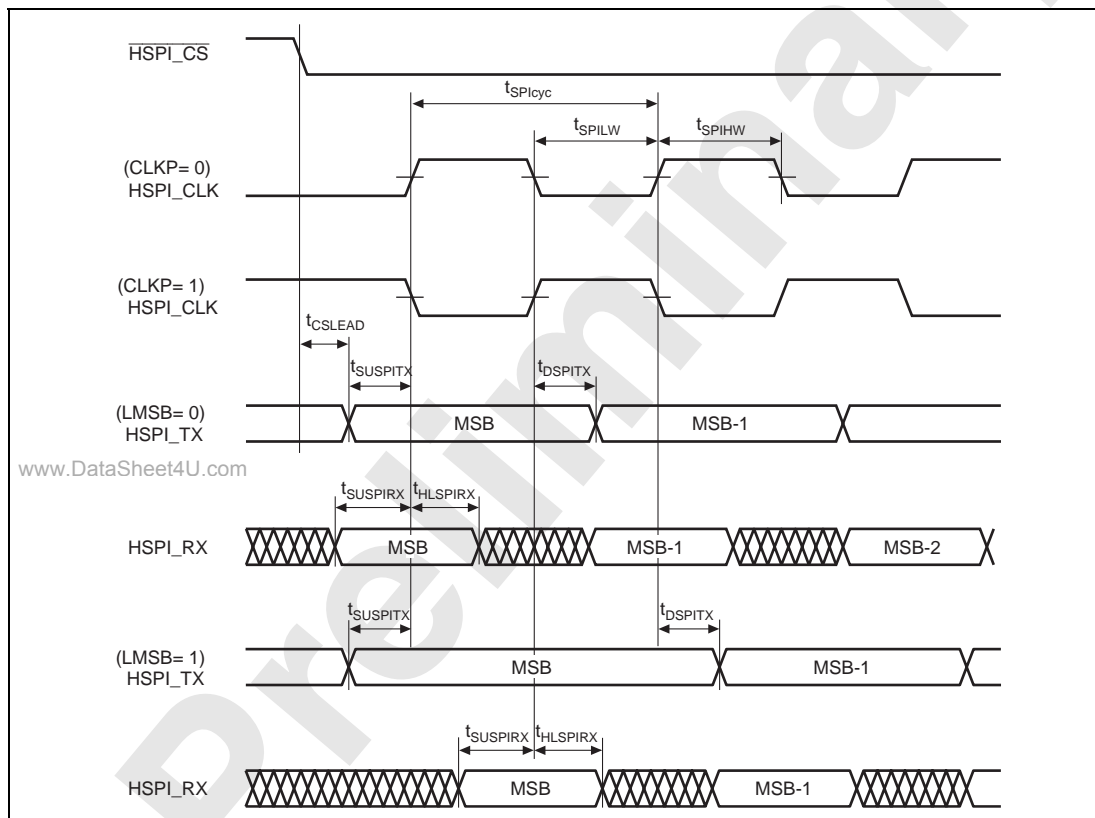 HSPI_CS
tSPIcyc
tSPILW
tSPIHW
(CLKP= 0)
HSPI_CLK
(CLKP= 1)
HSPI_CLK
tCSLEAD
tSUSPITX
tDSPITX
(LMSB= 0)
HSPI_TX
MSB
MSB-1
www.DataSheet4U.com
tSUSPIRX
tHLSPIRX
HSPI_RX
MSB
MSB-1
MSB-2
tSUSPITX
tDSPITX
(LMSB= 1)
HSPI_TX
MSB
MSB-1
tSUSPIRX
tHLSPIRX
HSPI_RX
MSB
MSB-1
Preliminar